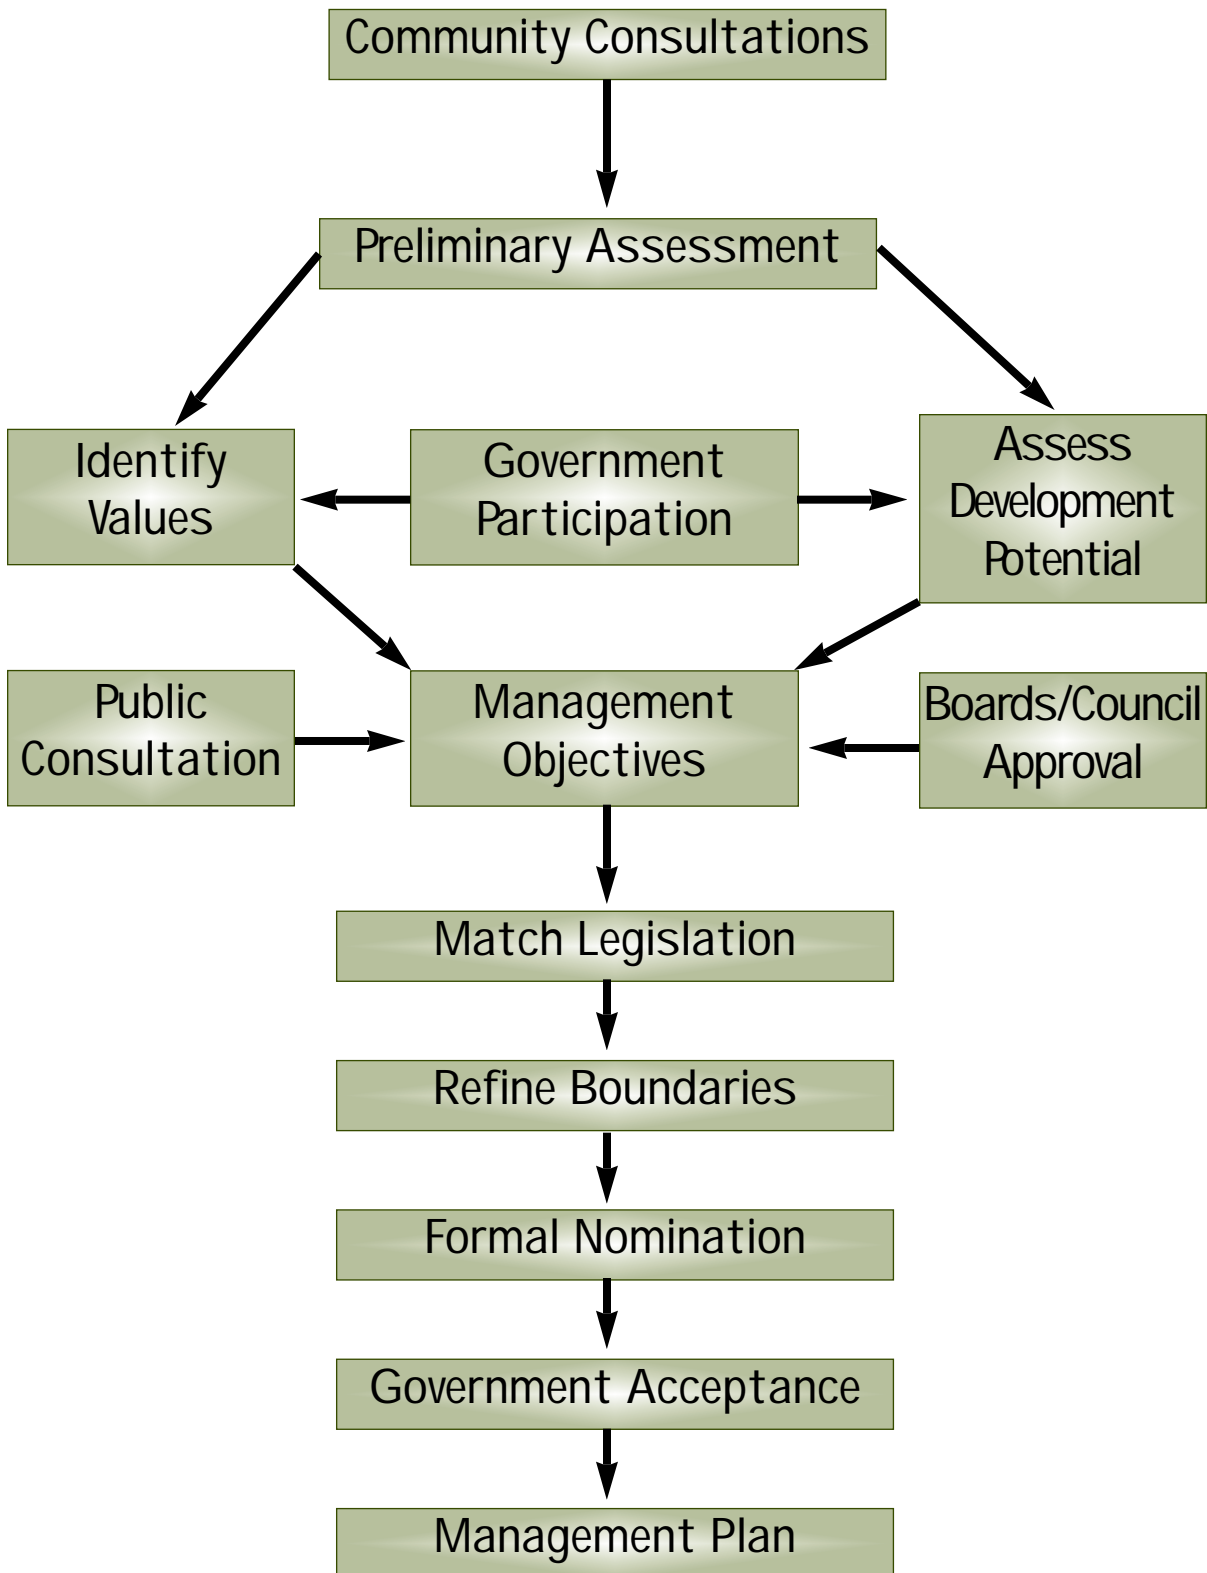 Community Consultations
Preliminary Assessment
Identify
Values
Government
Participation
Assess
Development
Potential
Public
Consultation
Management
Objectives
Boards/Council
Approval
Match Legislation
Refine Boundaries
Formal Nomination
Government Acceptance
Management Plan